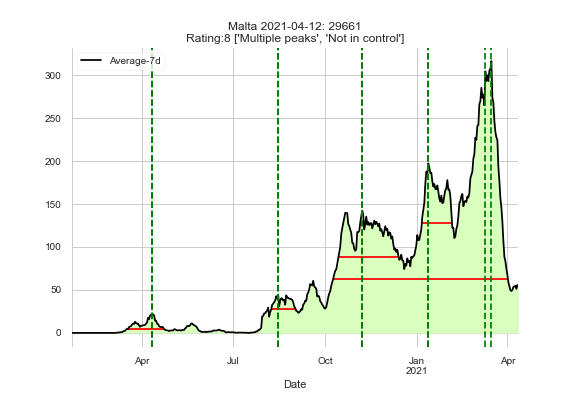 Malta 2021-04-12: 29661
Rating:8 ['Multiple peaks', 'Not in control']
Average-7d
300
250
200
150
100
50
0
Apr
Jul
Oct
Jan
2021
Apr
Date